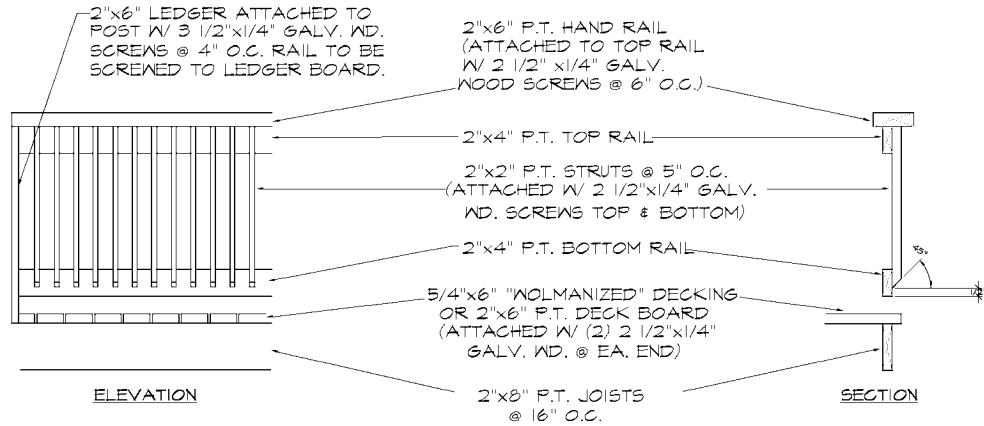 2"x6" LEDGER ATTACHED TO
POST W/ 3 1/2"x1/4" GALV. WD.
SCREWS @ 4" O.C. RAIL TO BE
SCREWED TO LEDGER BOARD.
2"x6" P.T. HAND RAIL
(ATTACHED TO TOP RAIL
W/ 2 1/2" x1/4" GALV.
WOOD SCREWS @ 6" O.C.)
2"x4" P.T. TOP RAIL
2"x2" P.T. STRUTS @ 5" O.C.
(ATTACHED W/ 2 1/2"x1/4" GALV.
WD. SCREWS TOP & BOTTOM)
2"x4" P.T. BOTTOM RAIL
45°
5/4"x6" "WOLMANIZED" DECKING
OR 2"x6" P.T. DECK BOARD
(ATTACHED W/ (2) 2 1/2"x1/4"
GALV. WD. @ EA. END)
2"x8" P.T. JOISTS
@ 16" O.C.
ELEVATION
SECTION